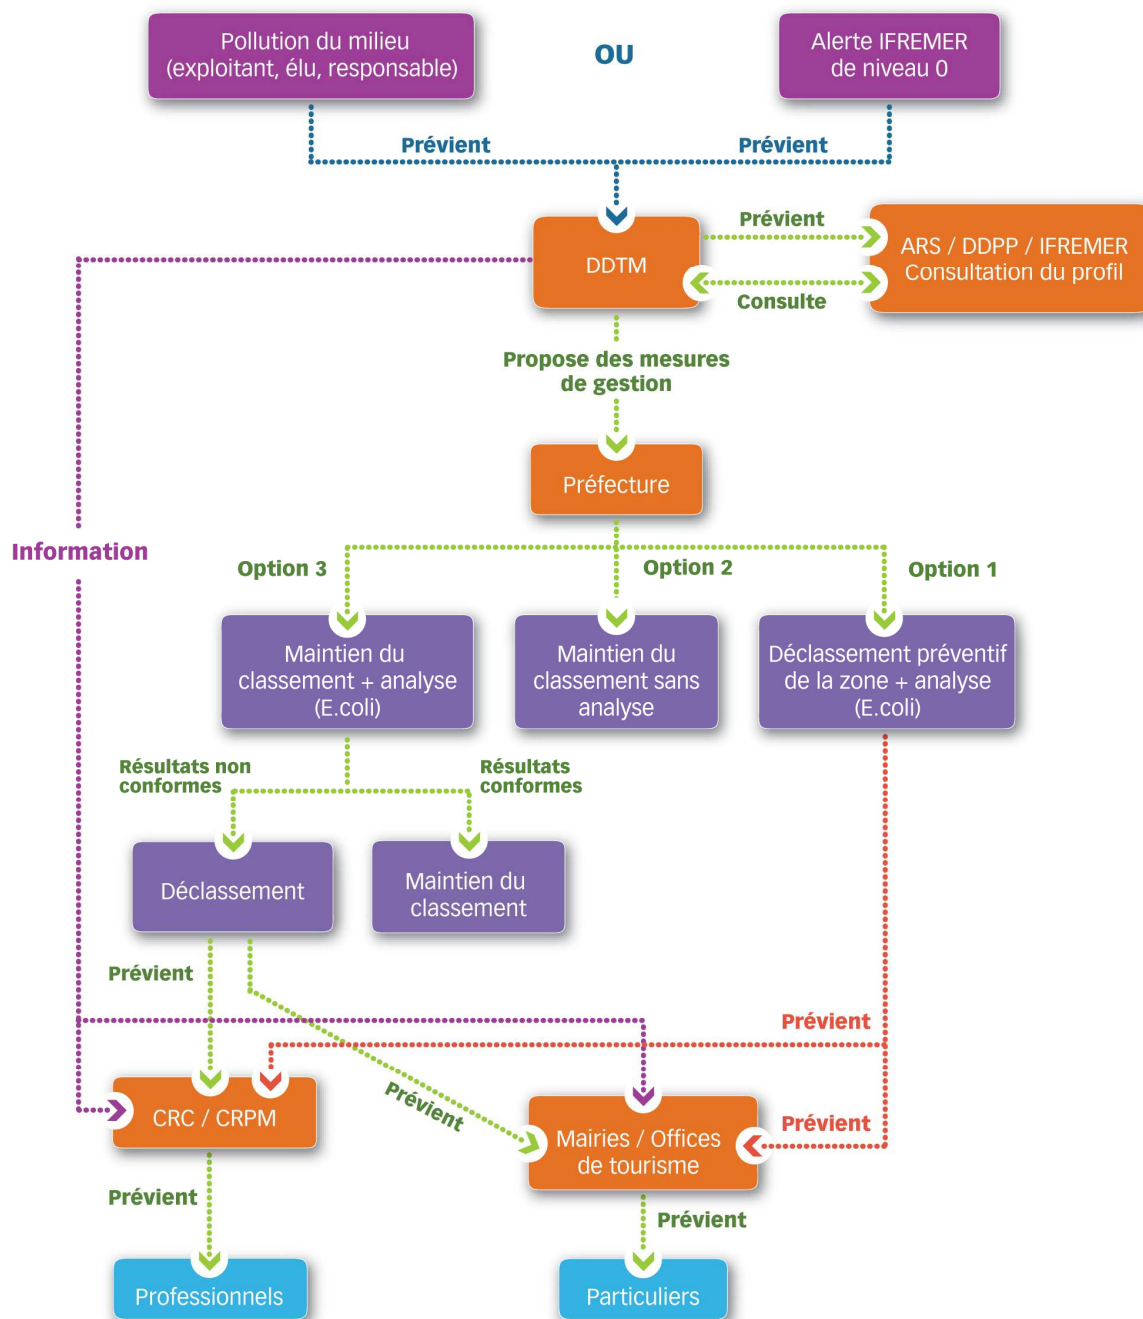 Pollution du milieu
(exploitant, élu, responsable)
OU
Alerte IFREMER
de niveau 0
Prévient
Prévient
DDTM
Prévient
ARS / DDPP / IFREMER
Consultation du profil
Consulte
Propose des mesures
de gestion
Préfecture
Information
Option 3
Option 2
Option 1
Maintien du
classement + analyse
(E.coli)
Maintien du
classement sans
analyse
Déclassement préventif
de la zone + analyse
(E.coli)
Résultats non
conformes
Résultats
conformes
Déclassement
Maintien du
classement
Prévient
Prévient
Prévient
Prévient
CRC / CRPM
Mairies / Offices
de tourisme
Prévient
Prévient
Professionnels
Particuliers